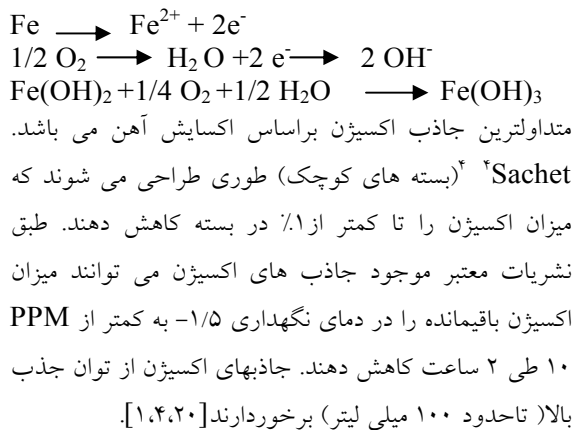 Fe → Fe²⁺ + 2e⁻
1/2 O₂ → H₂O +2 e⁻→ 2 OH⁻
Fe(OH)₂ +1/4 O₂ +1/2 H₂O → Fe(OH)₃
متداولترین جاذب اکسیژن براساس اکسایش آهن می باشد.
Sachet⁴ ⁴(بسته های کوچک) طوری طراحی می شوند که
میزان اکسیژن را تا کمتر از۱٪ در بسته کاهش دهند. طبق
نشریات معتبر موجود جاذب های اکسیژن می توانند میزان
اکسیژن باقیمانده را در دمای نگهداری ۱/۵– به کمتر از PPM
۱۰ طی ۲ ساعت کاهش دهند. جاذبهای اکسیژن از توان جذب
بالا( تاحدود ۱۰۰ میلی لیتر) برخوردارند[۱،۴،۲۰].